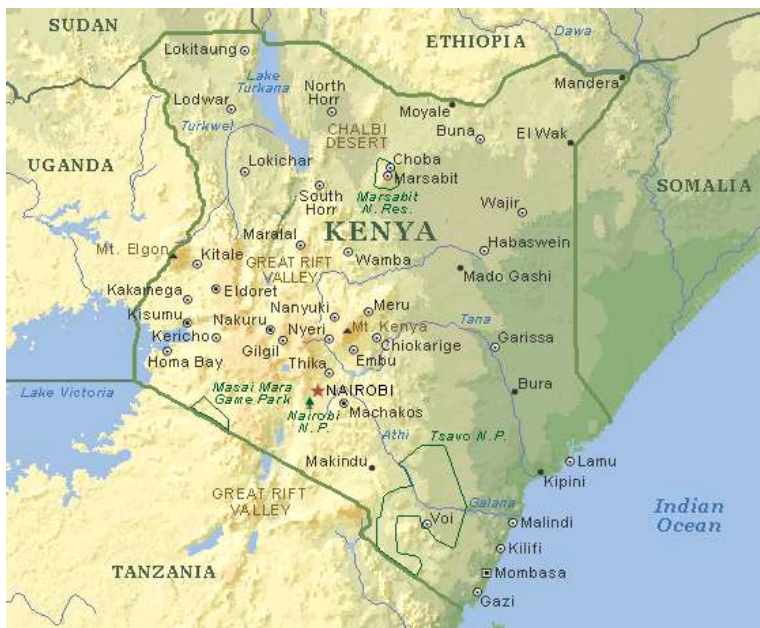 SUDAN
ETHIOPIA
Dawa
Lokitaung
Lake
Turkana
Mandera
North
Horr
Lodwar
Moyale
Turkwel
CHALBI
DESERT
Buna
El Wak
UGANDA
Lokichar
Choba
Marsabit
SOMALIA
South
Horr
Marsabit
N. Res.
Wajir
KENYA
Maralal
Mt. Elgon
Kitale
GREAT RIFT
VALLEY
Wamba
Habaswein
Mado Gashi
Kakamega
Eldoret
Nanyuki
Meru
Kisumu
Nakuru
Nyeri
Mt. Kenya
Tana
Kericho
Chiokarige
Garissa
Homa Bay
Gilgil
Embu
Thika
Lake Victoria
Masai Mara
Game Park
NAIROBI
Bura
Nairobi
N.P.
Machakos
Athi
Tsavo N.P.
Makindu
Lamu
Kipini
GREAT RIFT
VALLEY
Galana
Indian
Ocean
Voi
Malindi
Kilifi
TANZANIA
Mombasa
Gazi